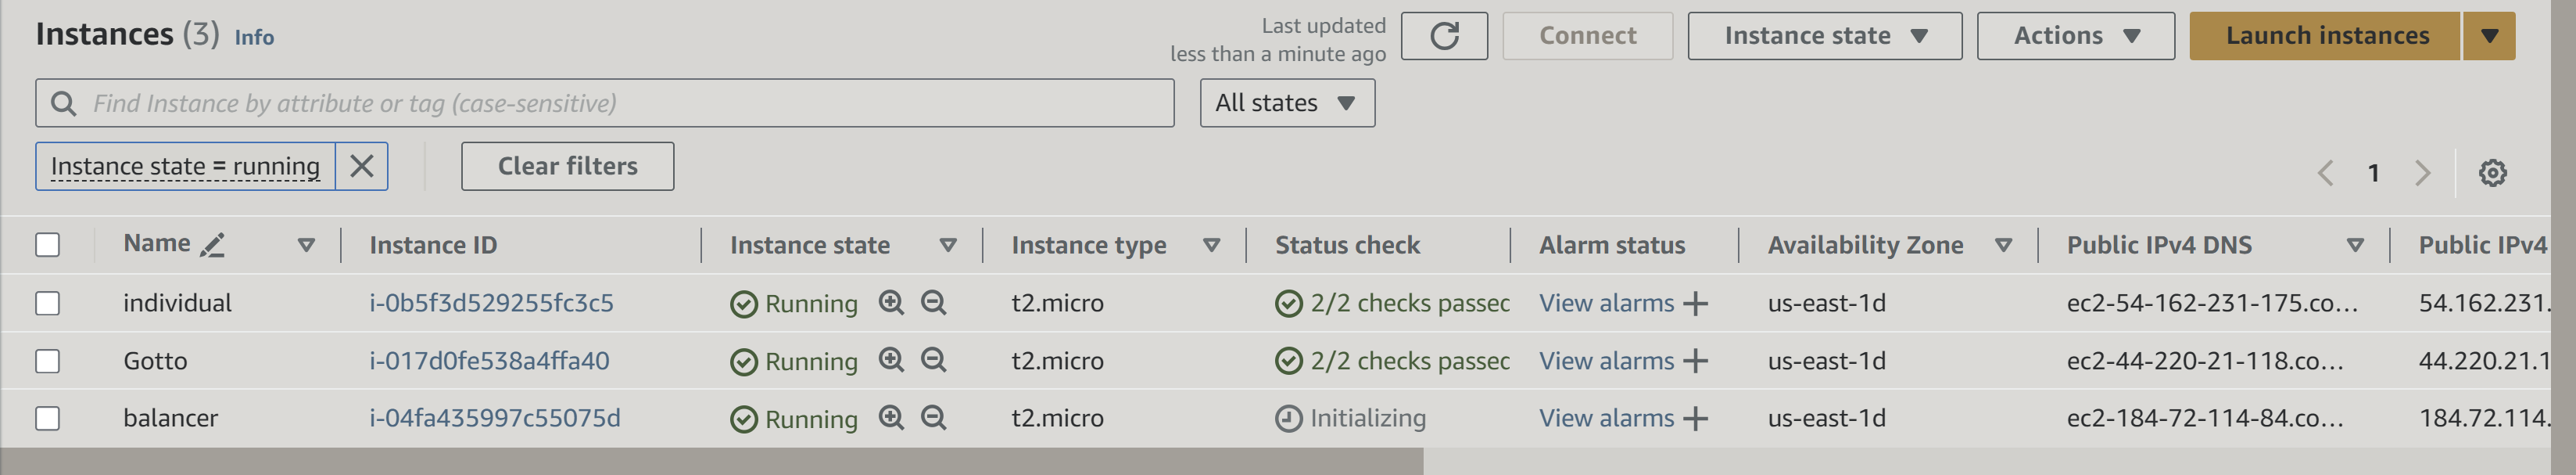 Instances (3) Info
Last updated
less than a minute ago
Connect
Instance state
Actions
Launch instances
Find Instance by attribute or tag (case-sensitive)
All states
Instance state = running
Clear filters
1
Name Instance ID Instance state Instance type Status check Alarm status Availability Zone Public IPv4 DNS Public IPv4
individual i-0b5f3d529255fc3c5 Running t2.micro 2/2 checks passec View alarms + us-east-1d ec2-54-162-231-175.co… 54.162.231.
Gotto i-017d0fe538a4ffa40 Running t2.micro 2/2 checks passec View alarms + us-east-1d ec2-44-220-21-118.co… 44.220.21.1
balancer i-04fa435997c55075d Running t2.micro Initializing View alarms + us-east-1d ec2-184-72-114-84.co… 184.72.114.